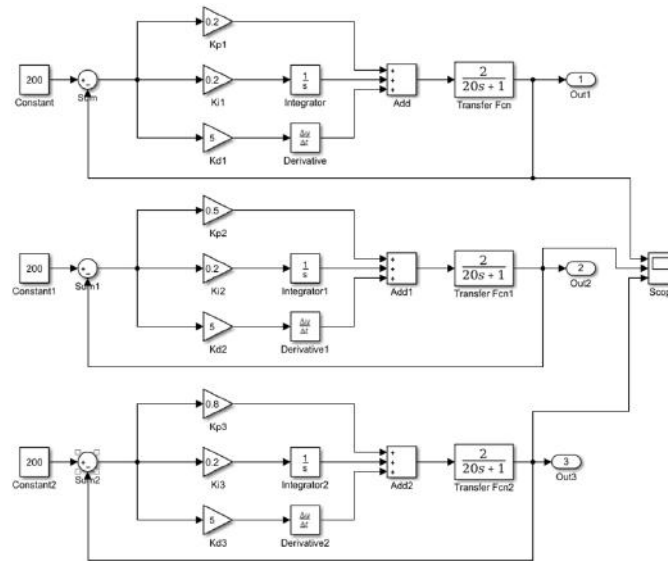 0.2
Kp1
200
Constant
+
−
Sum
0.2
Ki1
1
s
Integrator
+
+
+
Add
2
20s + 1
Transfer Fcn
1
Out1
5
Kd1
Δu
Δt
Derivative
0.5
Kp2
200
Constant1
+
−
Sum1
0.2
Ki2
1
s
Integrator1
+
+
+
Add1
2
20s + 1
Transfer Fcn1
2
Out2
Scop
5
Kd2
Δu
Δt
Derivative1
0.8
Kp3
200
Constant2
+
−
Sum2
0.2
Ki3
1
s
Integrator2
+
+
+
Add2
2
20s + 1
Transfer Fcn2
3
Out3
5
Kd3
Δu
Δt
Derivative2